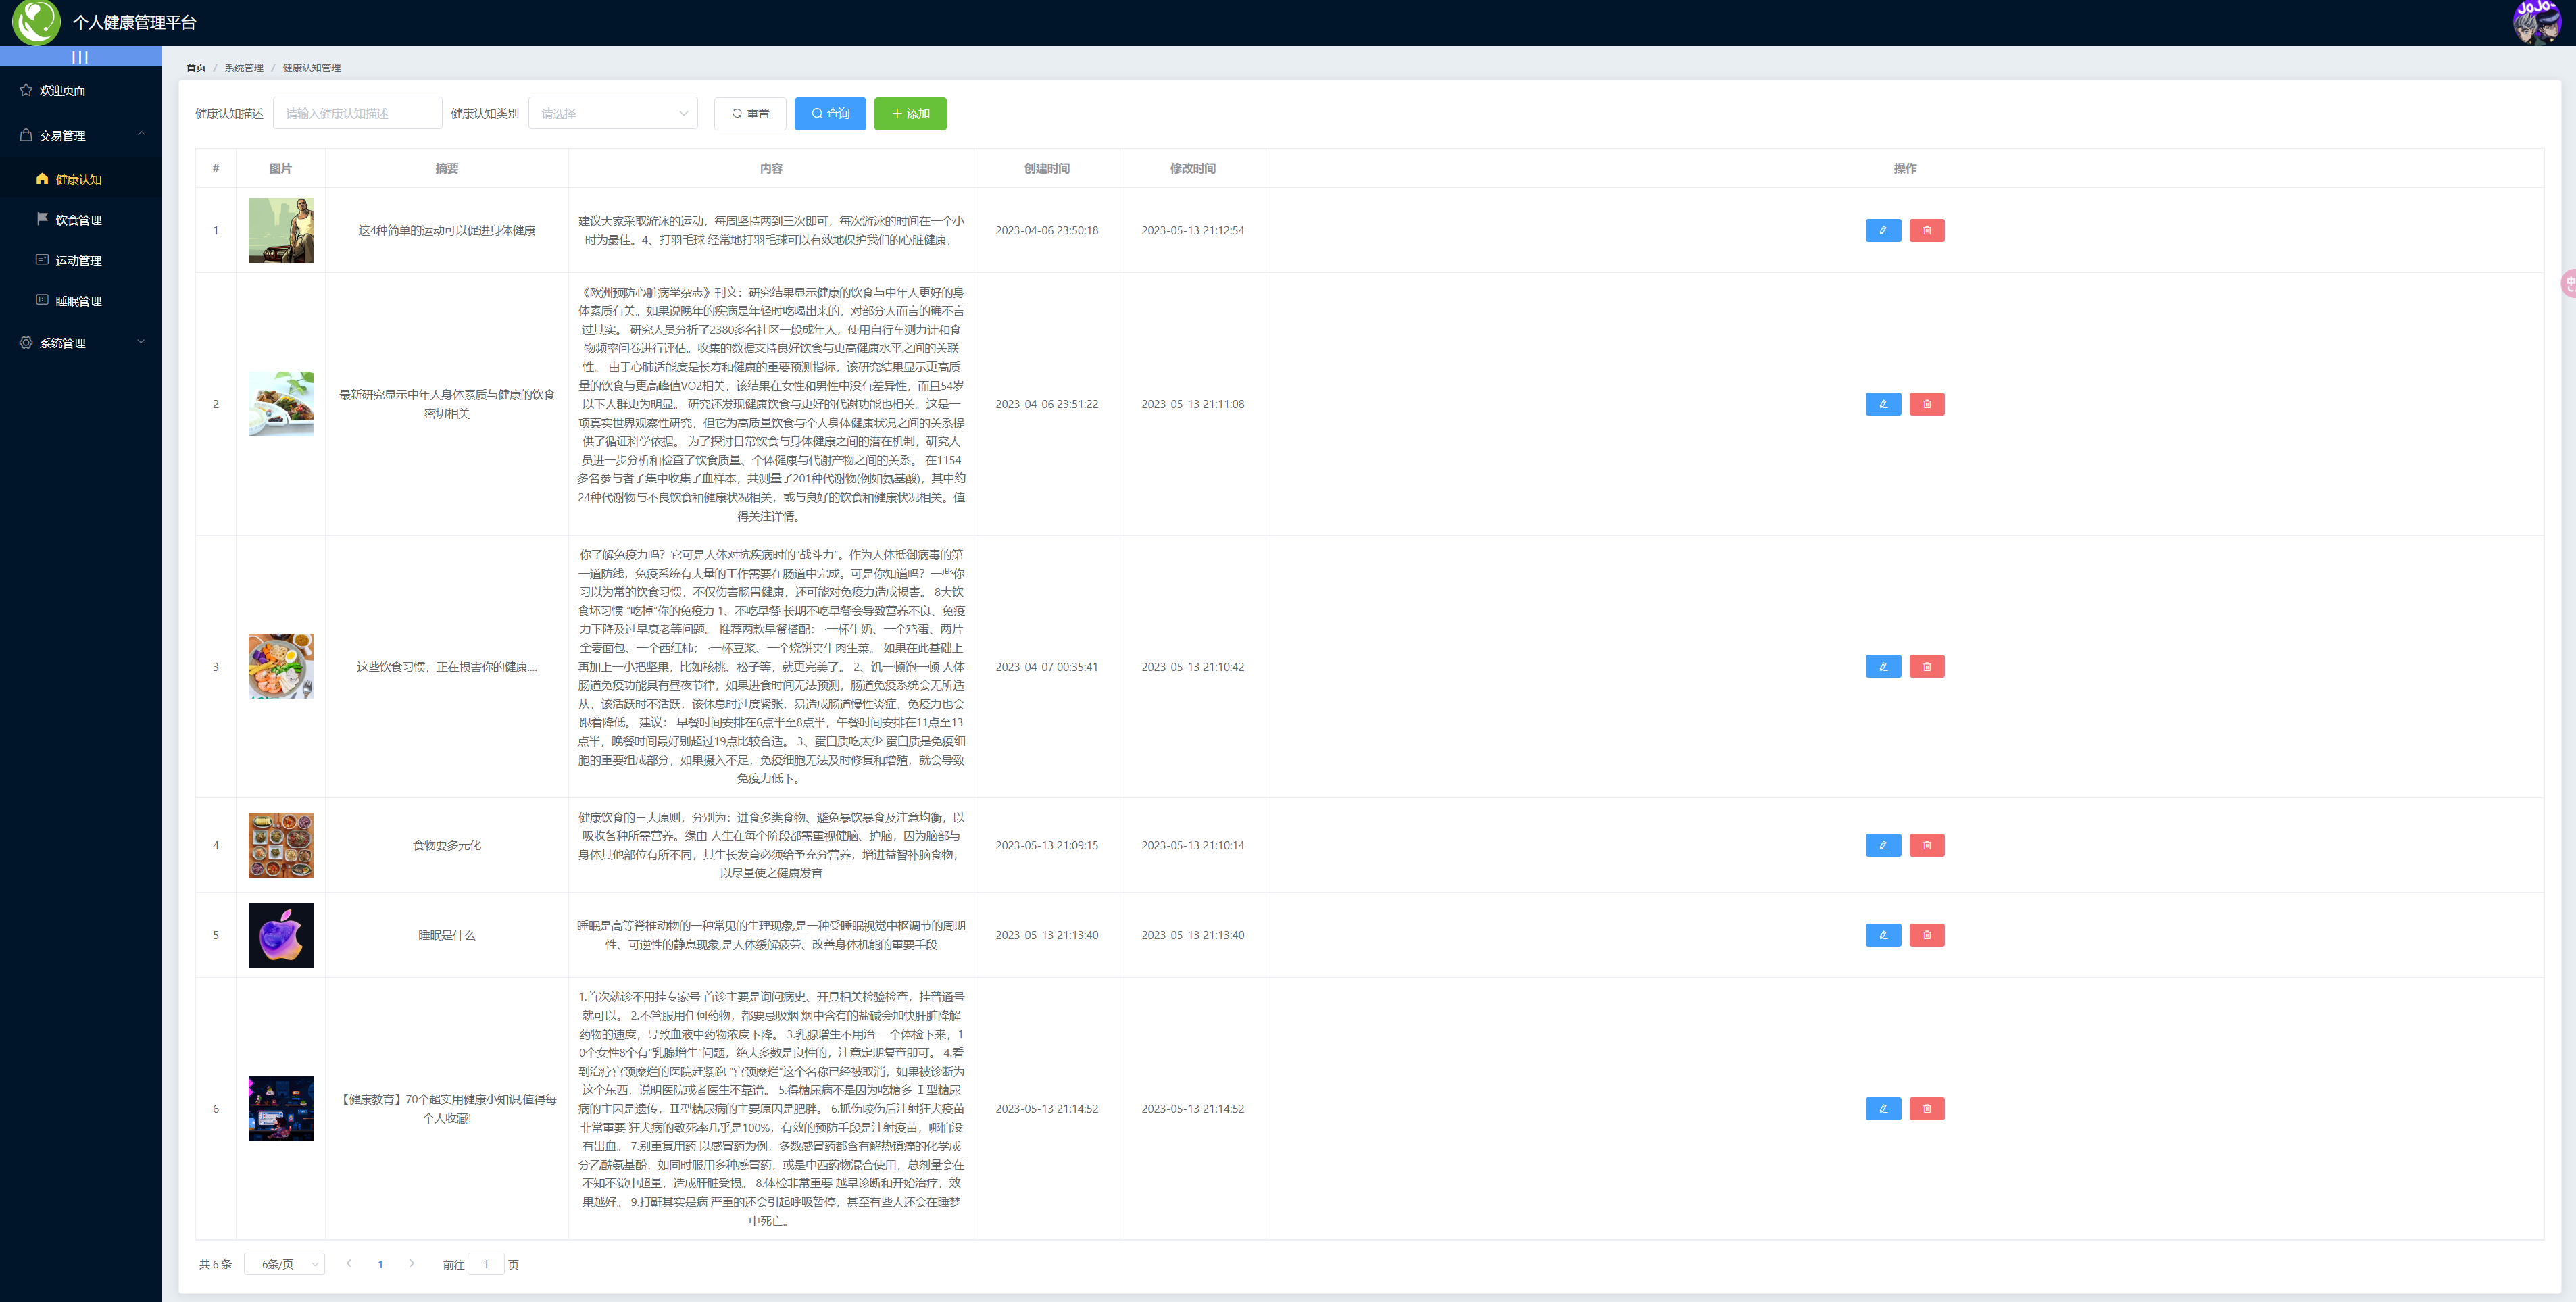 个人健康管理平台
JoJo
|||
欢迎页面
交易管理
健康认知
饮食管理
运动管理
睡眠管理
系统管理
首页 / 系统管理 / 健康认知管理
健康认知描述 请输入健康认知描述 健康认知类别 请选择 重置 查询 添加
# 图片 摘要 内容 创建时间 修改时间 操作
1 这4种简单的运动可以促进身体健康 2023-04-06 23:50:18 2023-05-13 21:12:54
建议大家采取游泳的运动，每周坚持两到三次即可，每次游泳的时间在一个小
时为最佳。4、打羽毛球 经常地打羽毛球可以有效地保护我们的心脏健康，
2 2023-04-06 23:51:22 2023-05-13 21:11:08
最新研究显示中年人身体素质与健康的饮食
密切相关
《欧洲预防心脏病学杂志》刊文：研究结果显示健康的饮食与中年人更好的身
体素质有关。如果说晚年的疾病是年轻时吃喝出来的，对部分人而言的确不言
过其实。 研究人员分析了2380多名社区一般成年人，使用自行车测力计和食
物频率问卷进行评估。收集的数据支持良好饮食与更高健康水平之间的关联
性。 由于心肺适能度是长寿和健康的重要预测指标，该研究结果显示更高质
量的饮食与更高峰值VO2相关，该结果在女性和男性中没有差异性，而且54岁
以下人群更为明显。 研究还发现健康饮食与更好的代谢功能也相关。这是一
项真实世界观察性研究，但它为高质量饮食与个人身体健康状况之间的关系提
供了循证科学依据。 为了探讨日常饮食与身体健康之间的潜在机制，研究人
员进一步分析和检查了饮食质量、个体健康与代谢产物之间的关系。 在1154
多名参与者子集中收集了血样本，共测量了201种代谢物(例如氨基酸)，其中约
24种代谢物与不良饮食和健康状况相关，或与良好的饮食和健康状况相关。值
得关注详情。
3 这些饮食习惯，正在损害你的健康.... 2023-04-07 00:35:41 2023-05-13 21:10:42
你了解免疫力吗？它可是人体对抗疾病时的“战斗力”。作为人体抵御病毒的第
一道防线，免疫系统有大量的工作需要在肠道中完成。可是你知道吗？一些你
习以为常的饮食习惯，不仅伤害肠胃健康，还可能对免疫力造成损害。 8大饮
食坏习惯 “吃掉”你的免疫力 1、不吃早餐 长期不吃早餐会导致营养不良、免疫
力下降及过早衰老等问题。 推荐两款早餐搭配： ·一杯牛奶、一个鸡蛋、两片
全麦面包、一个西红柿； ·一杯豆浆、一个烧饼夹牛肉生菜。 如果在此基础上
再加上一小把坚果，比如核桃、松子等，就更完美了。 2、饥一顿饱一顿 人体
肠道免疫功能具有昼夜节律，如果进食时间无法预测，肠道免疫系统会无所适
从，该活跃时不活跃，该休息时过度紧张，易造成肠道慢性炎症，免疫力也会
跟着降低。 建议： 早餐时间安排在6点半至8点半，午餐时间安排在11点至13
点半，晚餐时间最好别超过19点比较合适。 3、蛋白质吃太少 蛋白质是免疫细
胞的重要组成部分，如果摄入不足，免疫细胞无法及时修复和增殖，就会导致
免疫力低下。
4 食物要多元化 2023-05-13 21:09:15 2023-05-13 21:10:14
健康饮食的三大原则，分别为：进食多类食物、避免暴饮暴食及注意均衡，以
吸收各种所需营养。缘由 人生在每个阶段都需重视健脑、护脑，因为脑部与
身体其他部位有所不同，其生长发育必须给予充分营养，增进益智补脑食物，
以尽量使之健康发育
5 睡眠是什么 2023-05-13 21:13:40 2023-05-13 21:13:40
睡眠是高等脊椎动物的一种常见的生理现象,是一种受睡眠视觉中枢调节的周期
性、可逆性的静息现象,是人体缓解疲劳、改善身体机能的重要手段
6 2023-05-13 21:14:52 2023-05-13 21:14:52
【健康教育】70个超实用健康小知识,值得每
个人收藏!
1.首次就诊不用挂专家号 首诊主要是询问病史、开具相关检验检查，挂普通号
就可以。 2.不管服用任何药物，都要忌吸烟 烟中含有的盐碱会加快肝脏降解
药物的速度，导致血液中药物浓度下降。 3.乳腺增生不用治 一个体检下来，1
0个女性8个有“乳腺增生”问题，绝大多数是良性的，注意定期复查即可。 4.看
到治疗宫颈糜烂的医院赶紧跑 “宫颈糜烂”这个名称已经被取消，如果被诊断为
这个东西，说明医院或者医生不靠谱。 5.得糖尿病不是因为吃糖多 Ⅰ型糖尿
病的主因是遗传，Ⅱ型糖尿病的主要原因是肥胖。 6.抓伤咬伤后注射狂犬疫苗
非常重要 狂犬病的致死率几乎是100%，有效的预防手段是注射疫苗，哪怕没
有出血。 7.别重复用药 以感冒药为例，多数感冒药都含有解热镇痛的化学成
分乙酰氨基酚，如同时服用多种感冒药，或是中西药物混合使用，总剂量会在
不知不觉中超量，造成肝脏受损。 8.体检非常重要 越早诊断和开始治疗，效
果越好。 9.打鼾其实是病 严重的还会引起呼吸暂停，甚至有些人还会在睡梦
中死亡。
共 6 条 6条/页 1 前往 1 页